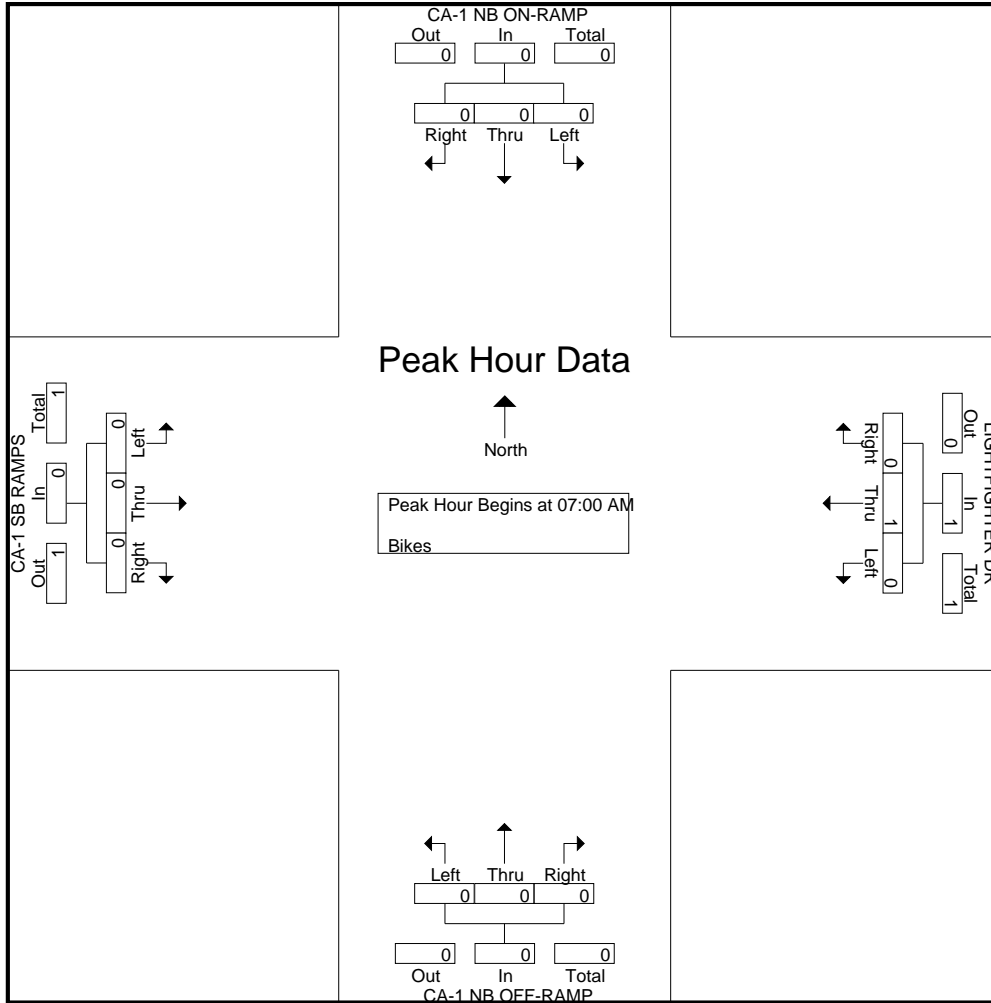 CA-1 NB ON-RAMP
Out In Total
0 0 0
0 0 0
Right Thru Left
Peak Hour Data
North
Peak Hour Begins at 07:00 AM
Bikes
CA-1 SB RAMPS
Out In Total
1 0 1
0 0 0
Left Thru Right
LIGHTFIGHTER DR
Out In Total
0 1 1
0 1 0
Right Thru Left
Left Thru Right
0 0 0
0 0 0
Out In Total
CA-1 NB OFF-RAMP